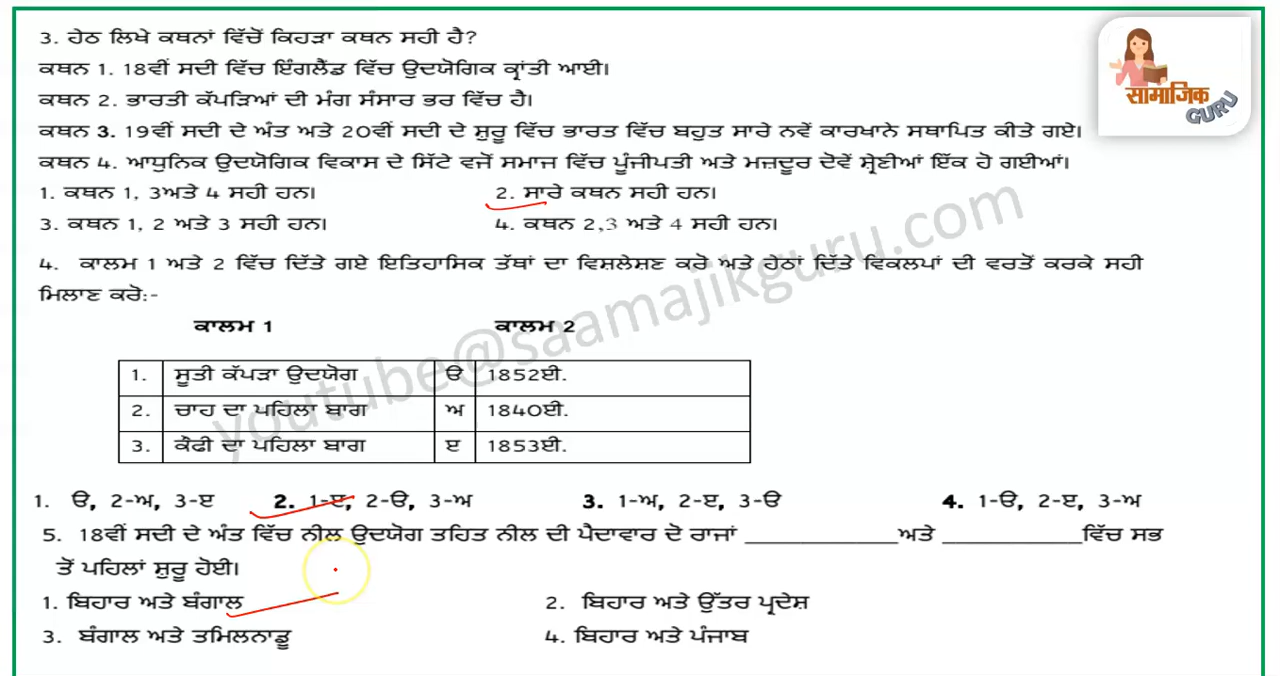 3. ਹੇਠ ਲਿਖੇ ਕਥਨਾਂ ਵਿੱਚੋਂ ਕਿਹੜਾ ਕਥਨ ਸਹੀ ਹੈ?
ਕਥਨ 1. 18ਵੀਂ ਸਦੀ ਵਿੱਚ ਇੰਗਲੈਂਡ ਵਿੱਚ ਉਦਯੋਗਿਕ ਕ੍ਰਾਂਤੀ ਆਈ।
ਕਥਨ 2. ਭਾਰਤੀ ਕੱਪੜਿਆਂ ਦੀ ਮੰਗ ਸੰਸਾਰ ਭਰ ਵਿੱਚ ਹੈ।
ਕਥਨ 3. 19ਵੀਂ ਸਦੀ ਦੇ ਅੰਤ ਅਤੇ 20ਵੀਂ ਸਦੀ ਦੇ ਸ਼ੁਰੂ ਵਿੱਚ ਭਾਰਤ ਵਿੱਚ ਬਹੁਤ ਸਾਰੇ ਨਵੇਂ ਕਾਰਖਾਨੇ ਸਥਾਪਿਤ ਕੀਤੇ ਗਏ।
ਕਥਨ 4. ਆਧੁਨਿਕ ਉਦਯੋਗਿਕ ਵਿਕਾਸ ਦੇ ਸਿੱਟੇ ਵਜੋਂ ਸਮਾਜ ਵਿੱਚ ਪੂੰਜੀਪਤੀ ਅਤੇ ਮਜ਼ਦੂਰ ਦੋਵੇਂ ਸ਼੍ਰੇਣੀਆਂ ਇੱਕ ਹੋ ਗਈਆਂ।
1. ਕਥਨ 1, 3ਅਤੇ 4 ਸਹੀ ਹਨ। 2. ਸਾਰੇ ਕਥਨ ਸਹੀ ਹਨ।
3. ਕਥਨ 1, 2 ਅਤੇ 3 ਸਹੀ ਹਨ। 4. ਕਥਨ 2,3 ਅਤੇ 4 ਸਹੀ ਹਨ।
4. ਕਾਲਮ 1 ਅਤੇ 2 ਵਿੱਚ ਦਿੱਤੇ ਗਏ ਇਤਿਹਾਸਿਕ ਤੱਥਾਂ ਦਾ ਵਿਸ਼ਲੇਸ਼ਣ ਕਰੋ ਅਤੇ ਹੇਠਾਂ ਦਿੱਤੇ ਵਿਕਲਪਾਂ ਦੀ ਵਰਤੋਂ ਕਰਕੇ ਸਹੀ
ਮਿਲਾਣ ਕਰੋ:-
ਕਾਲਮ 1 ਕਾਲਮ 2
1. ਸੂਤੀ ਕੱਪੜਾ ਉਦਯੋਗ ੳ 1852ਈ.
2. ਚਾਹ ਦਾ ਪਹਿਲਾ ਬਾਗ ਅ 1840ਈ.
3. ਕੌਫੀ ਦਾ ਪਹਿਲਾ ਬਾਗ ੲ 1853ਈ.
1. ੳ, 2-ਅ, 3-ੲ 2. 1-ੲ, 2-ੳ, 3-ਅ 3. 1-ਅ, 2-ੲ, 3-ੳ 4. 1-ੳ, 2-ੲ, 3-ਅ
5. 18ਵੀਂ ਸਦੀ ਦੇ ਅੰਤ ਵਿੱਚ ਨੀਲ ਉਦਯੋਗ ਤਹਿਤ ਨੀਲ ਦੀ ਪੈਦਾਵਾਰ ਦੋ ਰਾਜਾਂ ____________ਅਤੇ ____________ਵਿੱਚ ਸਭ
ਤੋਂ ਪਹਿਲਾਂ ਸ਼ੁਰੂ ਹੋਈ।
1. ਬਿਹਾਰ ਅਤੇ ਬੰਗਾਲ 2. ਬਿਹਾਰ ਅਤੇ ਉੱਤਰ ਪ੍ਰਦੇਸ਼
3. ਬੰਗਾਲ ਅਤੇ ਤਮਿਲਨਾਡੂ 4. ਬਿਹਾਰ ਅਤੇ ਪੰਜਾਬ
सामाजिक
GURU
youtube@saamajikguru.com